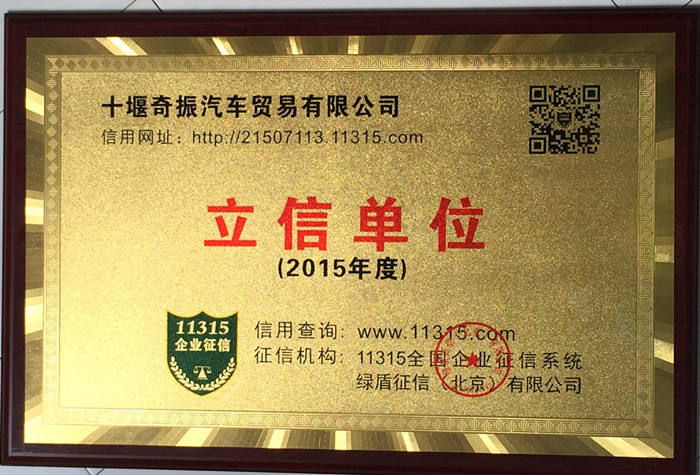 十堰奇振汽车贸易有限公司
信用网址：http://21507113.11315.com
立信单位
(2015年度)
11315
企业征信
信用查询：www.11315.com
征信机构：11315全国企业征信系统
绿盾征信（北京）有限公司